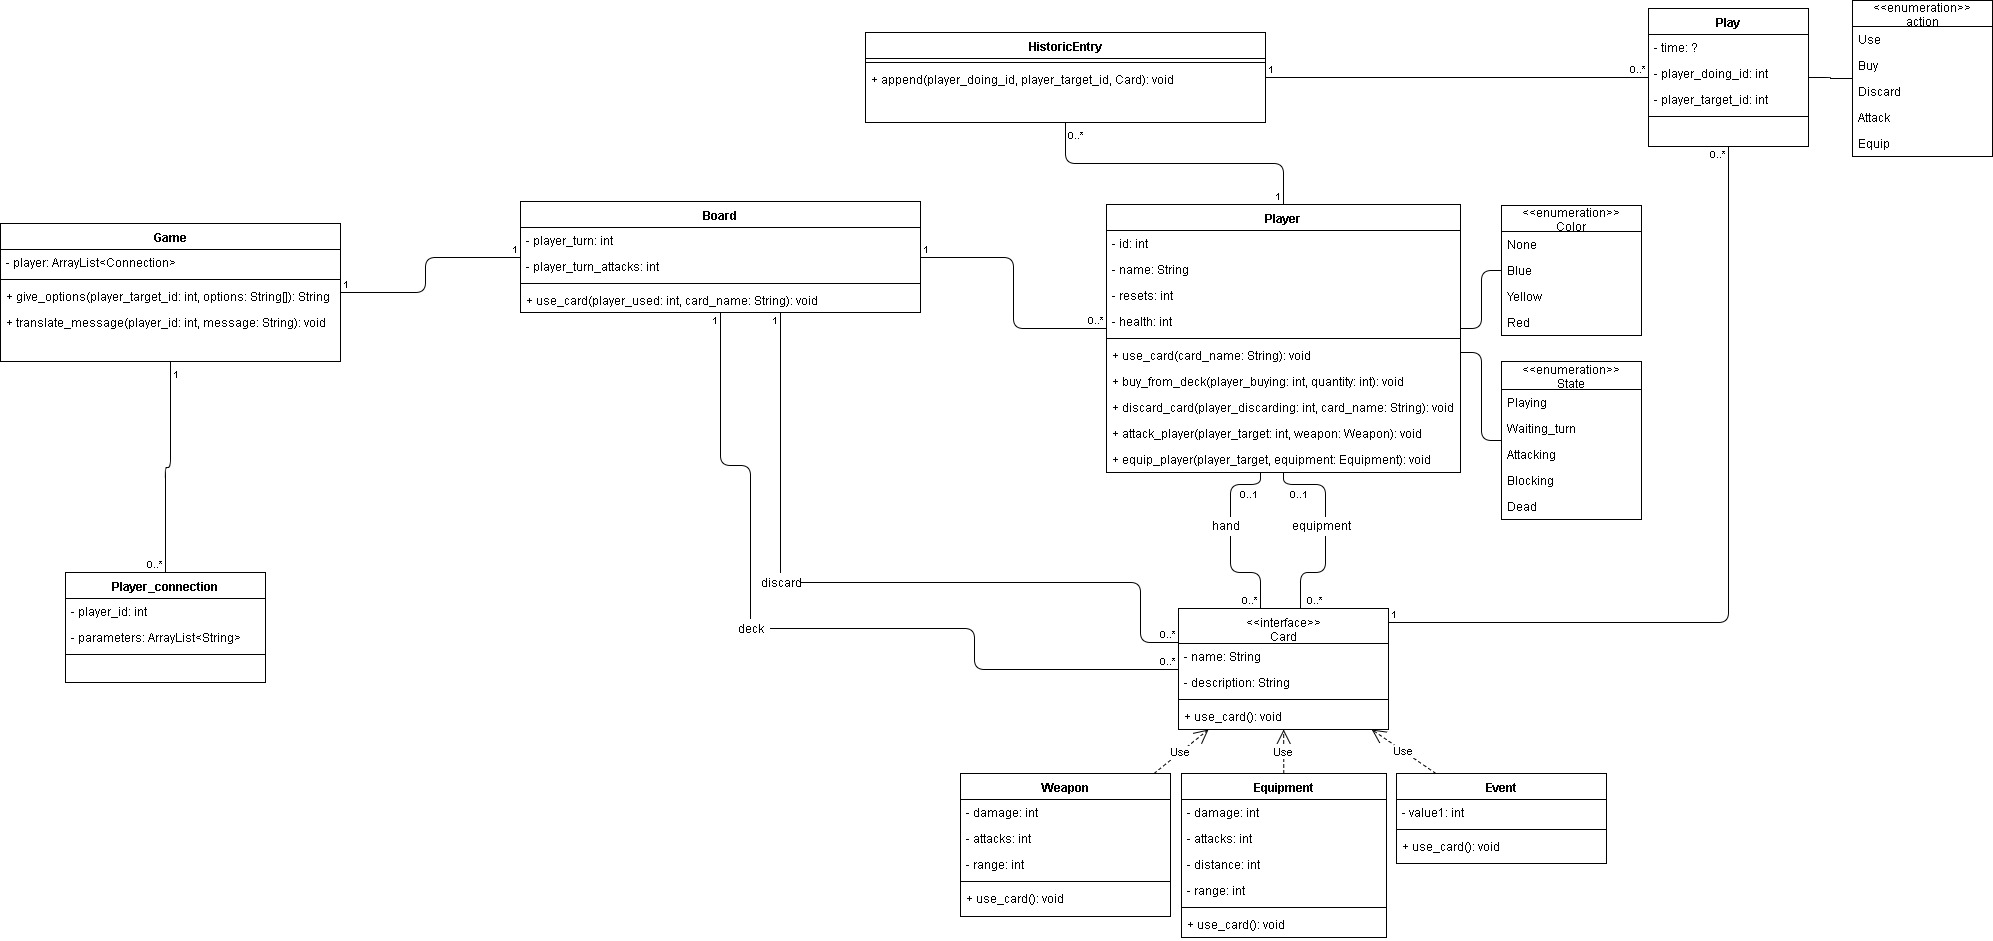 HistoricEntry
+ append(player_doing_id, player_target_id, Card): void
1
0..*
0..*
1
Play
- time: ?
- player_doing_id: int
- player_target_id: int
0..*
<<enumeration>>
action
Use
Buy
Discard
Attack
Equip
Game
- player: ArrayList<Connection>
+ give_options(player_target_id: int, options: String[]): String
+ translate_message(player_id: int, message: String): void
1
1
1
0..*
Board
- player_turn: int
- player_turn_attacks: int
+ use_card(player_used: int, card_name: String): void
1
0..*
1
1
Player
- id: int
- name: String
- resets: int
- health: int
+ use_card(card_name: String): void
+ buy_from_deck(player_buying: int, quantity: int): void
+ discard_card(player_discarding: int, card_name: String): void
+ attack_player(player_target: int, weapon: Weapon): void
+ equip_player(player_target, equipment: Equipment): void
<<enumeration>>
Color
None
Blue
Yellow
Red
<<enumeration>>
State
Playing
Waiting_turn
Attacking
Blocking
Dead
0..1
0..1
hand
equipment
0..*
0..*
Player_connection
- player_id: int
- parameters: ArrayList<String>
discard
deck
0..*
0..*
1
<<interface>>
Card
- name: String
- description: String
+ use_card(): void
Use
Use
Use
Weapon
- damage: int
- attacks: int
- range: int
+ use_card(): void
Equipment
- damage: int
- attacks: int
- distance: int
- range: int
+ use_card(): void
Event
- value1: int
+ use_card(): void